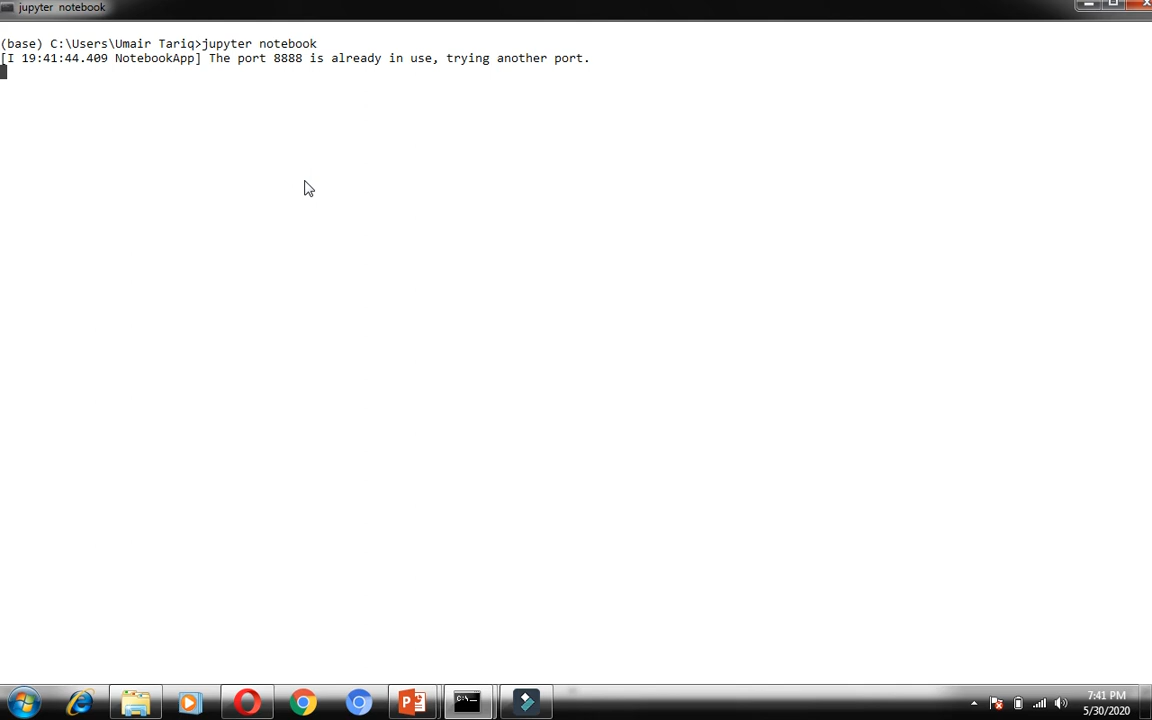 jupyter notebook
(base) C:\Users\Umair Tariq>jupyter notebook
[I 19:41:44.409 NotebookApp] The port 8888 is already in use, trying another port.
7:41 PM
5/30/2020